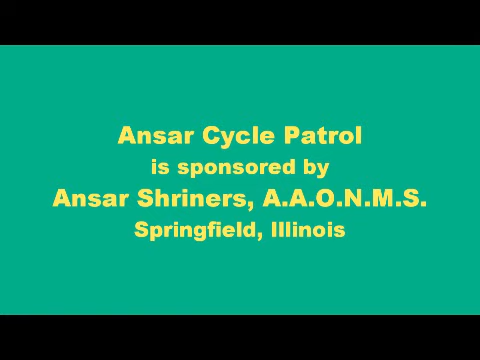 Ansar Cycle Patrol
is sponsored by
Ansar Shriners, A.A.O.N.M.S.
Springfield, Illinois